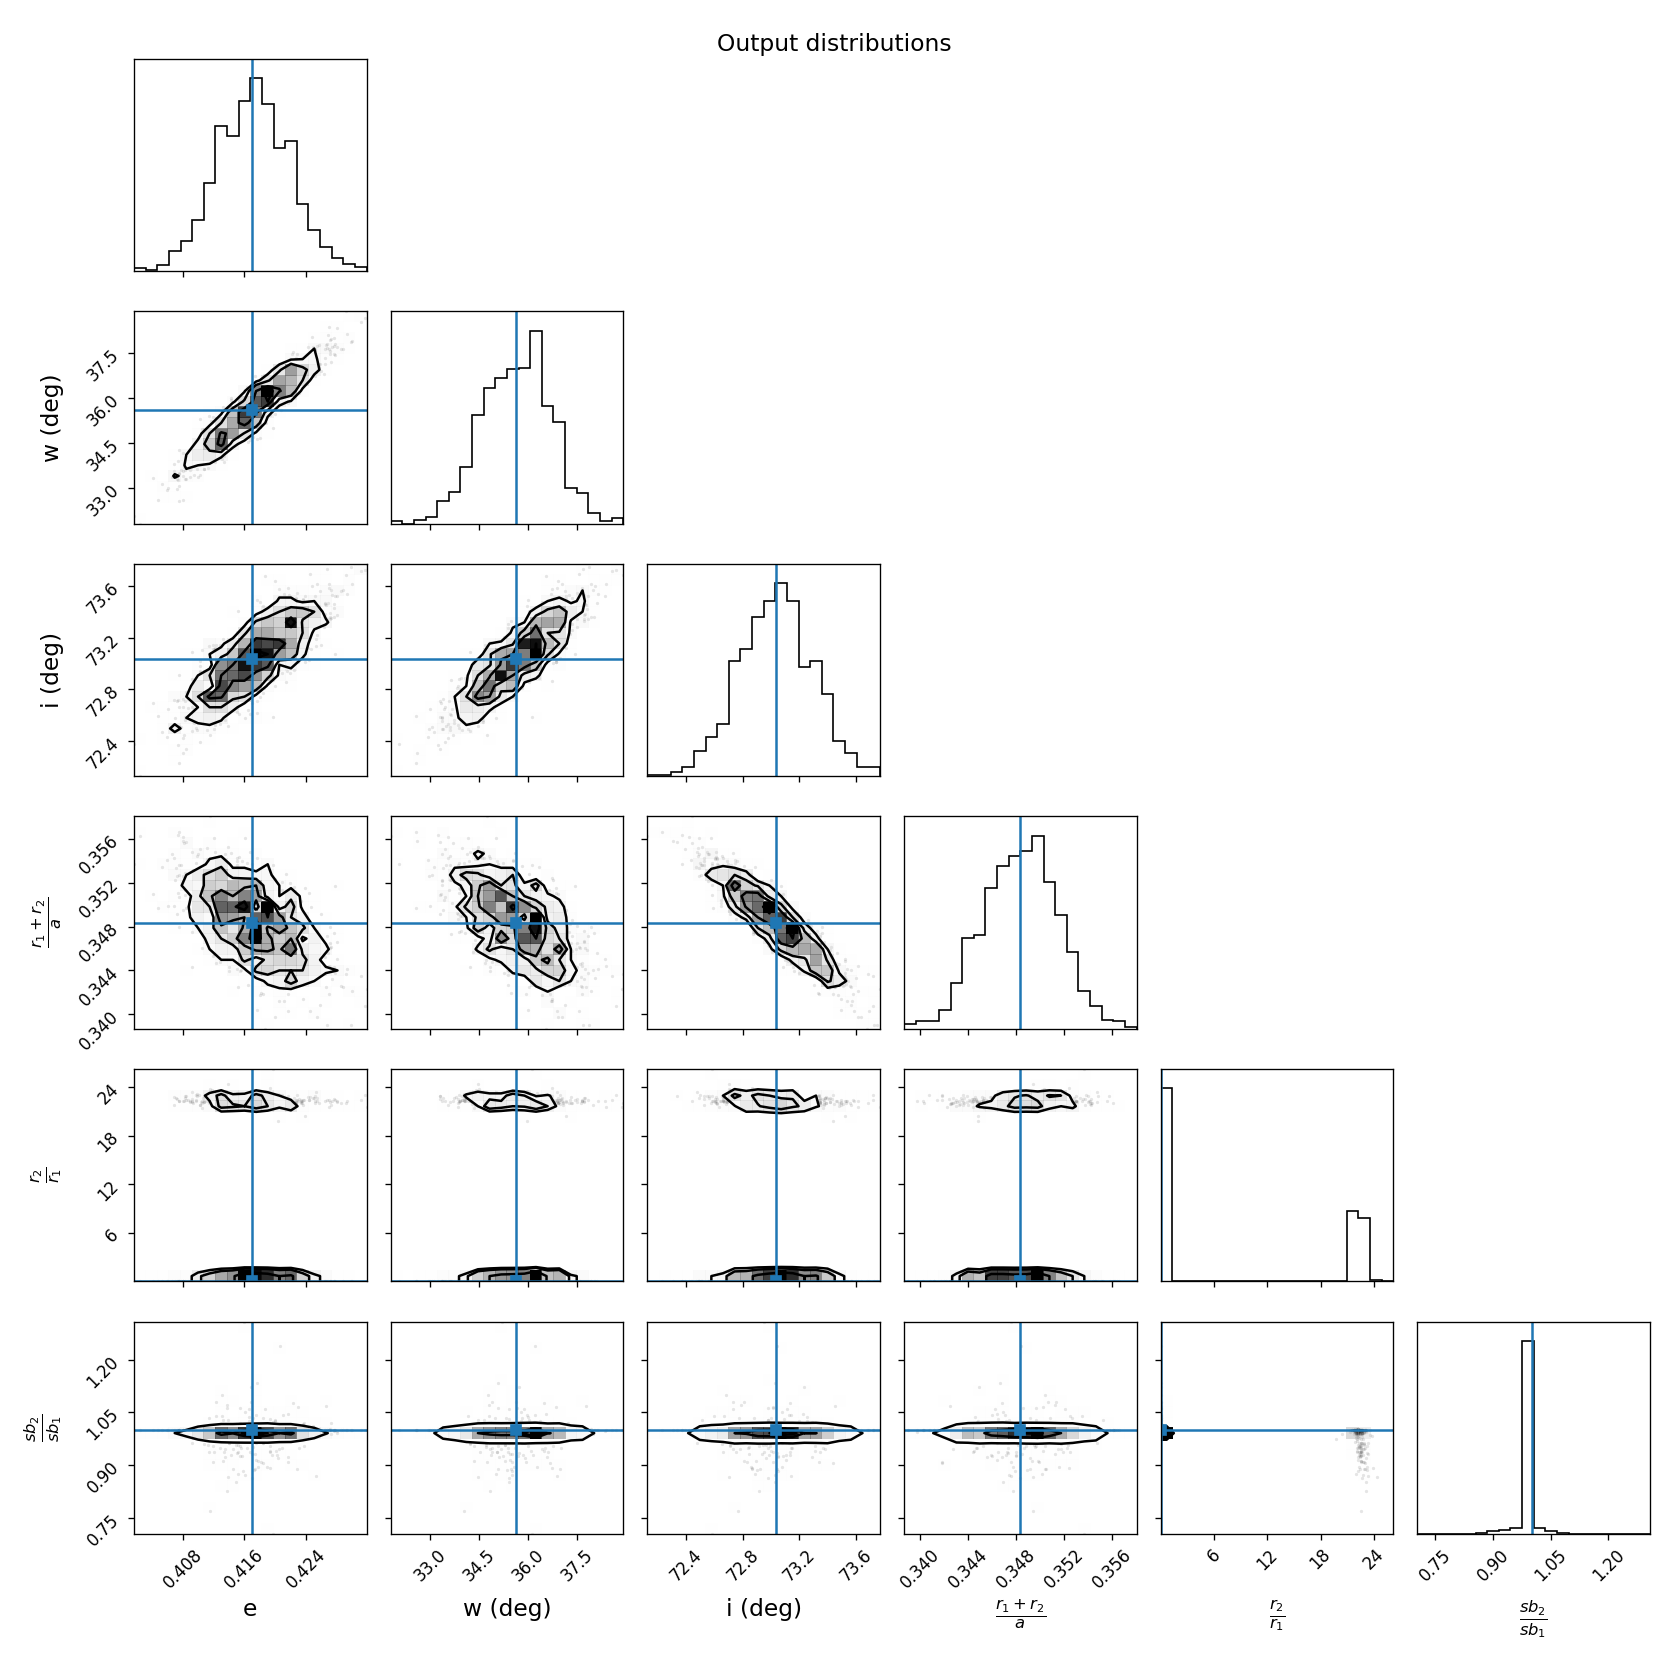 Output distributions
w (deg)
37.5
36.0
34.5
33.0
i (deg)
73.6
73.2
72.8
72.4
r₁ + r₂
a
0.356
0.352
0.348
0.344
0.340
r₂
r₁
24
18
12
6
sb₂
sb₁
1.20
1.05
0.90
0.75
0.408 0.416 0.424 33.0 34.5 36.0 37.5 72.4 72.8 73.2 73.6 0.340 0.344 0.348 0.352 0.356 6 12 18 24 0.75 0.90 1.05 1.20
e w (deg) i (deg) r₁ + r₂ r₂ sb₂
a r₁ sb₁